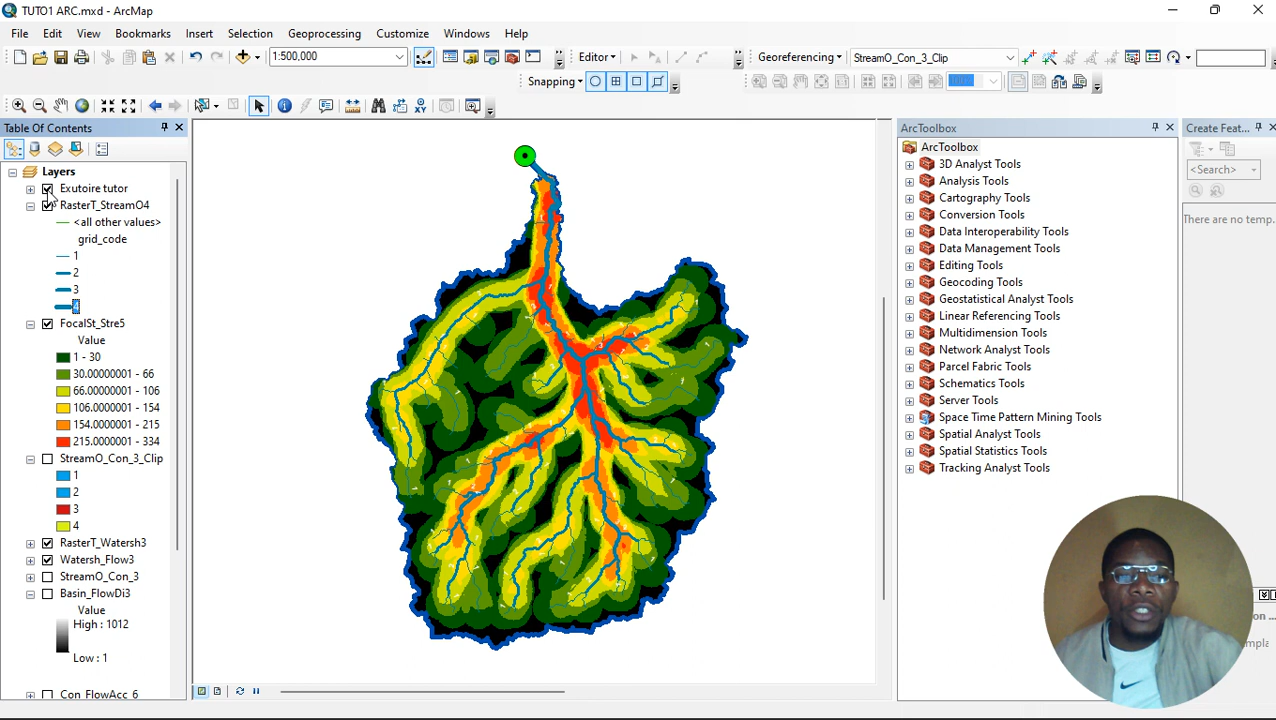 TUTO1 ARC.mxd - ArcMap
File Edit View Bookmarks Insert Selection Geoprocessing Customize Windows Help
1:500,000 Editor Georeferencing StreamO_Con_3_Clip
Snapping
Table Of Contents
Layers
Exutoire tutor
RasterT_StreamO4
<all other values>
grid_code
1
2
3
4
FocalSt_Stre5
Value
1 - 30
30.00000001 - 66
66.00000001 - 106
106.0000001 - 154
154.0000001 - 215
215.0000001 - 334
StreamO_Con_3_Clip
1
2
3
4
RasterT_Watersh3
Watersh_Flow3
StreamO_Con_3
Basin_FlowDi3
Value
High : 1012
Low : 1
Con_FlowAcc_6
ArcToolbox
ArcToolbox
3D Analyst Tools
Analysis Tools
Cartography Tools
Conversion Tools
Data Interoperability Tools
Data Management Tools
Editing Tools
Geocoding Tools
Geostatistical Analyst Tools
Linear Referencing Tools
Multidimension Tools
Network Analyst Tools
Parcel Fabric Tools
Schematics Tools
Server Tools
Space Time Pattern Mining Tools
Spatial Analyst Tools
Spatial Statistics Tools
Tracking Analyst Tools
Create Feat...
<Search>
There are no temp.